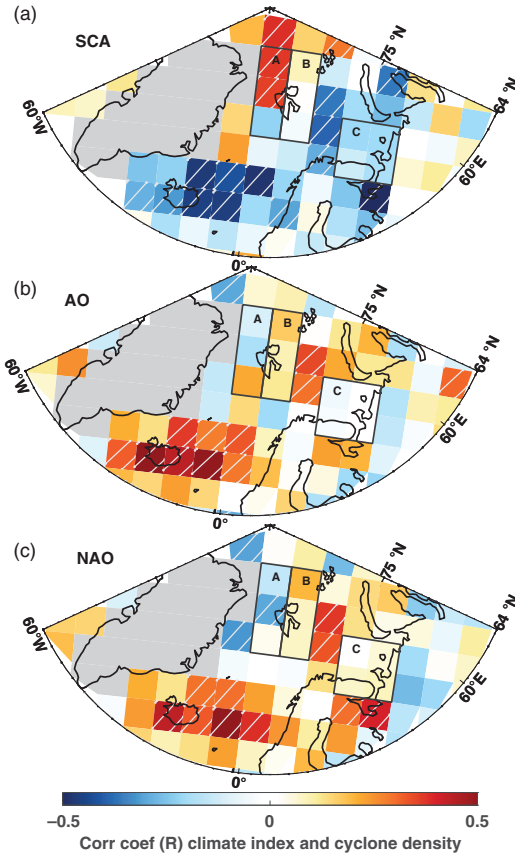 (a)
SCA
A
B
C
60°W
75 °N
64 °N
60°E
0°
(b)
AO
A
B
C
60°W
75 °N
64 °N
60°E
0°
(c)
NAO
A
B
C
60°W
75 °N
64 °N
60°E
0°
−0.5 0 0.5
Corr coef (R) climate index and cyclone density